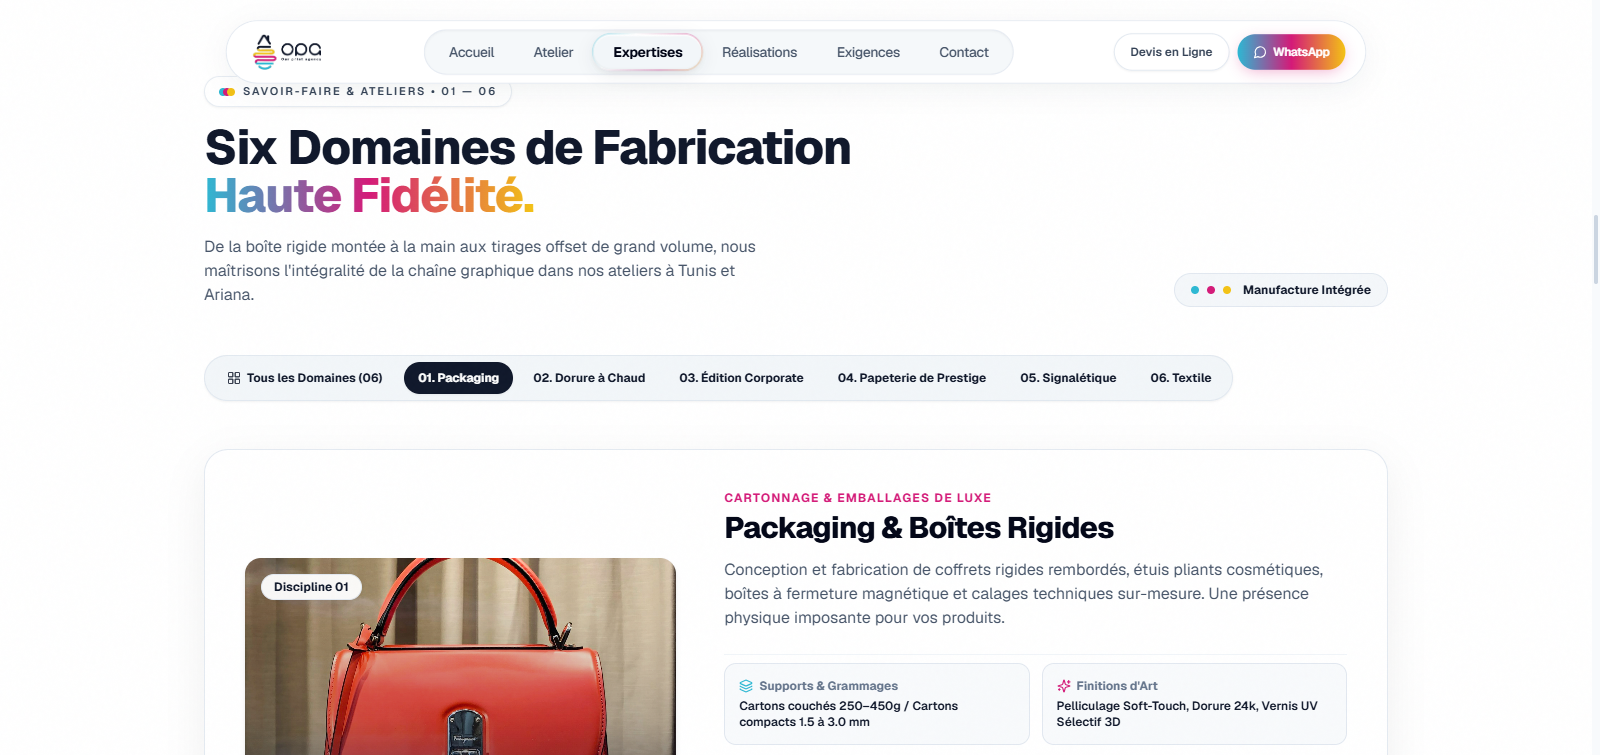 opa
Our print agency
Accueil
Atelier
Expertises
Réalisations
Exigences
Contact
Devis en Ligne
WhatsApp
SAVOIR-FAIRE & ATELIERS • 01 — 06
Six Domaines de Fabrication
Haute Fidélité.
De la boîte rigide montée à la main aux tirages offset de grand volume, nous
maîtrisons l'intégralité de la chaîne graphique dans nos ateliers à Tunis et
Ariana.
Manufacture Intégrée
Tous les Domaines (06)
01. Packaging
02. Dorure à Chaud
03. Édition Corporate
04. Papeterie de Prestige
05. Signalétique
06. Textile
Discipline 01
CARTONNAGE & EMBALLAGES DE LUXE
Packaging & Boîtes Rigides
Conception et fabrication de coffrets rigides rembordés, étuis pliants cosmétiques,
boîtes à fermeture magnétique et calages techniques sur-mesure. Une présence
physique imposante pour vos produits.
Supports & Grammages
Cartons couchés 250–450g / Cartons
compacts 1.5 à 3.0 mm
Finitions d'Art
Pelliculage Soft-Touch, Dorure 24k, Vernis UV
Sélectif 3D